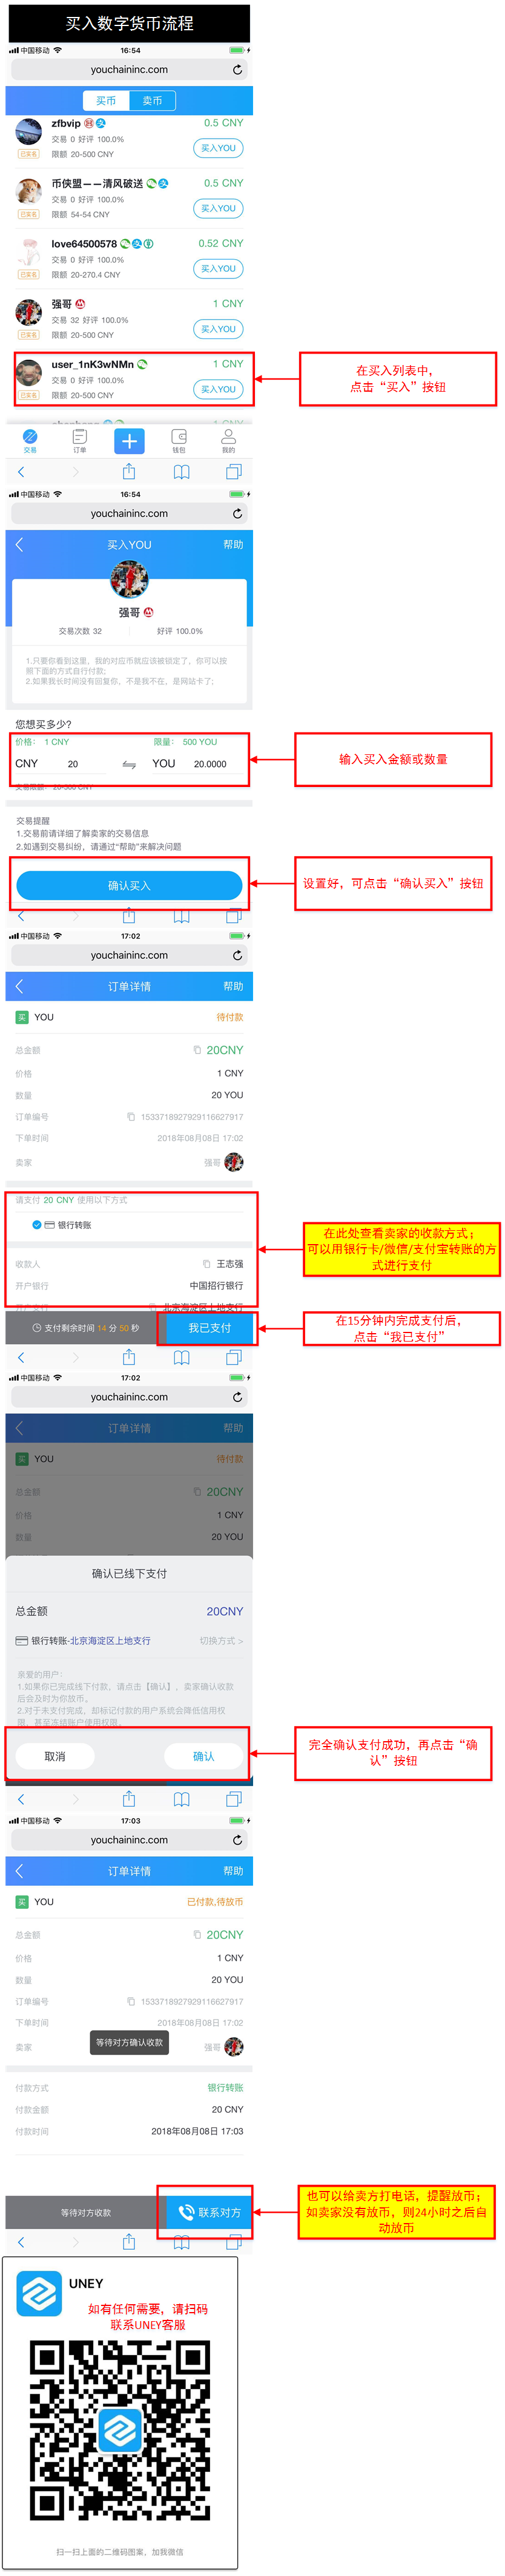 买入数字货币流程
中国移动 16:54
youchaininc.com
买币 卖币
zfbvip 0.5 CNY
交易 0 好评 100.0%
已实名 限额 20-500 CNY 买入YOU
币侠盟——清风破送 0.5 CNY
交易 0 好评 100.0%
已实名 限额 54-54 CNY 买入YOU
love64500578 0.52 CNY
交易 0 好评 100.0%
已实名 限额 20-270.4 CNY 买入YOU
强哥 1 CNY
交易 32 好评 100.0%
已实名 限额 20-500 CNY 买入YOU
user_1nK3wNMn 1 CNY
交易 0 好评 100.0%
已实名 限额 20-500 CNY 买入YOU
在买入列表中，
点击“买入”按钮
交易 订单 钱包 我的
中国移动 16:54
youchaininc.com
买入YOU 帮助
强哥
交易次数 32 好评 100.0%
1.只要你看到这里，我的对应币就应该被锁定了，你可以按
照下面的方式自行付款;
2.如果我长时间没有回复你，不是我不在，是网站卡了;
您想买多少?
价格： 1 CNY 限量： 500 YOU
CNY 20 YOU 20.0000
交易限额： 20-500 CNY
输入买入金额或数量
交易提醒
1.交易前请详细了解卖家的交易信息
2.如遇到交易纠纷，请通过“帮助”来解决问题
确认买入
设置好，可点击“确认买入”按钮
中国移动 17:02
youchaininc.com
订单详情 帮助
买 YOU 待付款
总金额 20CNY
价格 1 CNY
数量 20 YOU
订单编号 1533718927929116627917
下单时间 2018年08月08日 17:02
卖家 强哥
请支付 20 CNY 使用以下方式
银行转账
收款人 王志强
开户银行 中国招行银行
开户支行 北京海淀区上地支行
在此处查看卖家的收款方式；
可以用银行卡/微信/支付宝转账的方
式进行支付
支付剩余时间 14 分 50 秒 我已支付
在15分钟内完成支付后，
点击“我已支付”
中国移动 17:02
youchaininc.com
订单详情 帮助
买 YOU 待付款
总金额 20CNY
价格 1 CNY
数量 20 YOU
确认已线下支付
总金额 20CNY
银行转账-北京海淀区上地支行 切换方式 >
亲爱的用户：
1.如果你已完成线下付款，请点击【确认】，卖家确认收款
后会及时为你放币。
2.对于未支付完成，却标记付款的用户系统会降低信用权
限，甚至冻结账户使用权限。
取消 确认
完全确认支付成功，再点击“确
认”按钮
中国移动 17:03
youchaininc.com
订单详情 帮助
买 YOU 已付款,待放币
总金额 20CNY
价格 1 CNY
数量 20 YOU
订单编号 1533718927929116627917
下单时间 2018年08月08日 17:02
等待对方确认收款
卖家 强哥
付款方式 银行转账
付款金额 20 CNY
付款时间 2018年08月08日 17:03
等待对方收款 联系对方
也可以给卖方打电话，提醒放币；
如卖家没有放币，则24小时之后自
动放币
UNEY
如有任何需要，请扫码
联系UNEY客服
扫一扫上面的二维码图案，加我微信